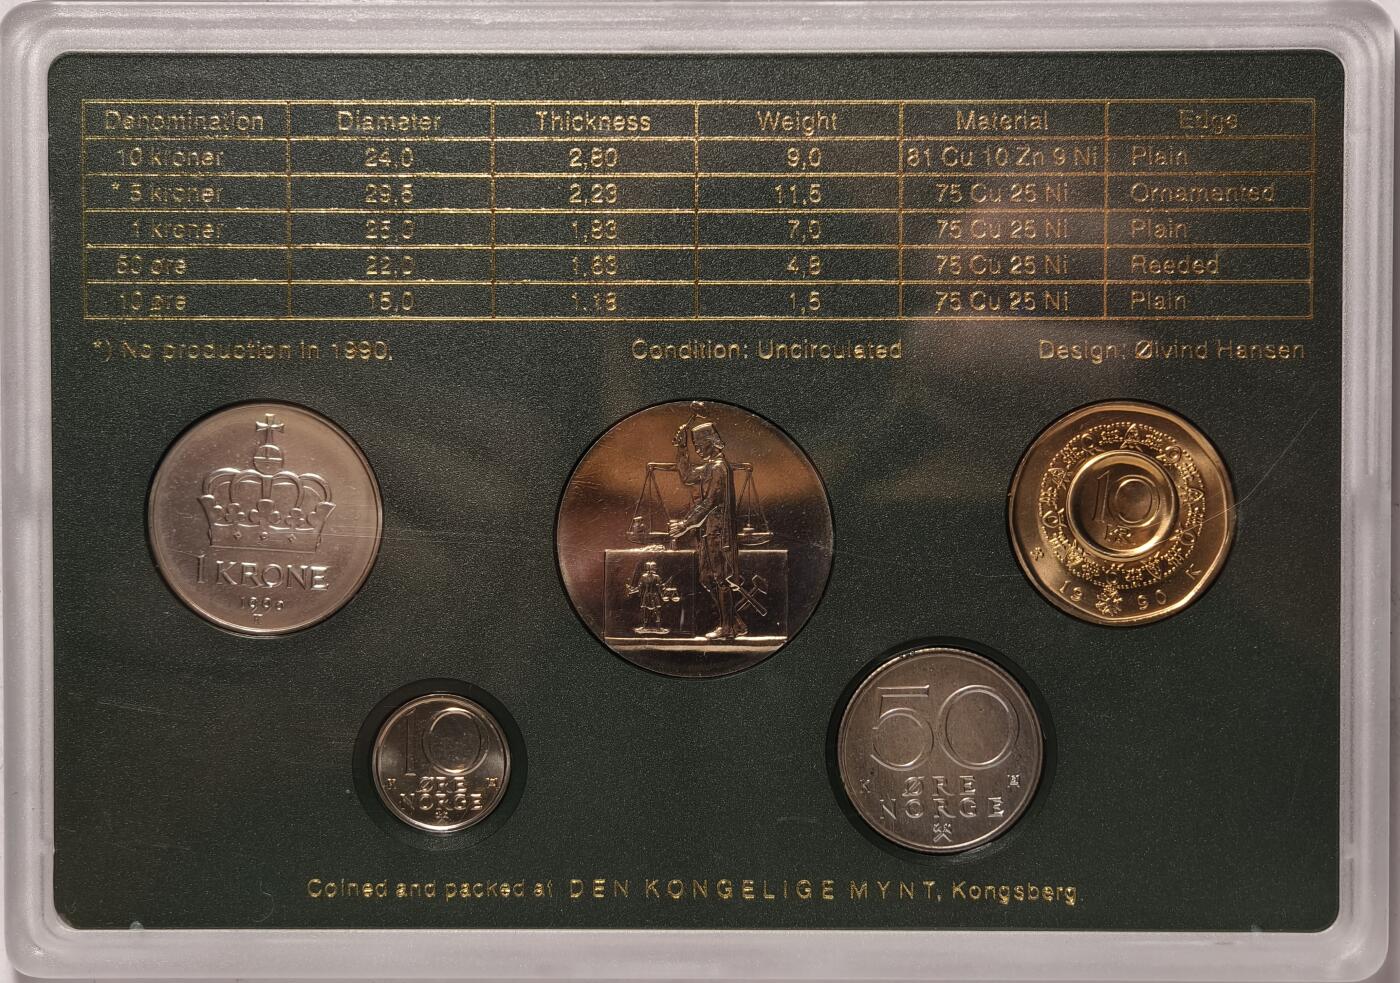 Denomination Diameter Thickness Weight Material Edge
10 kroner 24,0 2,80 9,0 81 Cu 10 Zn 9 Ni Plain
* 5 kroner 29,5 2,23 11,5 75 Cu 25 Ni Ornamented
1 kroner 25,0 1,83 7,0 75 Cu 25 Ni Plain
50 øre 22,0 1,63 4,8 75 Cu 25 Ni Reeded
10 øre 15,0 1.18 1,5 75 Cu 25 Ni Plain
*) No production in 1990. Condition: Uncirculated Design: Øivind Hansen
1 KRONE
1990
10
KR
19 90 K
10
ØRE
NORGE
50
ØRE
K
NORGE
Coined and packed at DEN KONGELIGE MYNT, Kongsberg